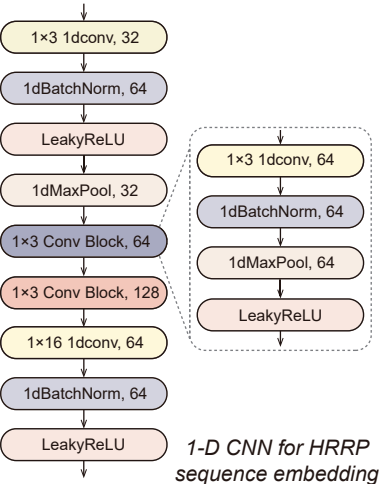 1×3 1dconv, 32
1dBatchNorm, 64
LeakyReLU
1dMaxPool, 32
1×3 Conv Block, 64
1×3 Conv Block, 128
1×16 1dconv, 64
1dBatchNorm, 64
LeakyReLU
1×3 1dconv, 64
1dBatchNorm, 64
1dMaxPool, 64
LeakyReLU
1-D CNN for HRRP
sequence embedding